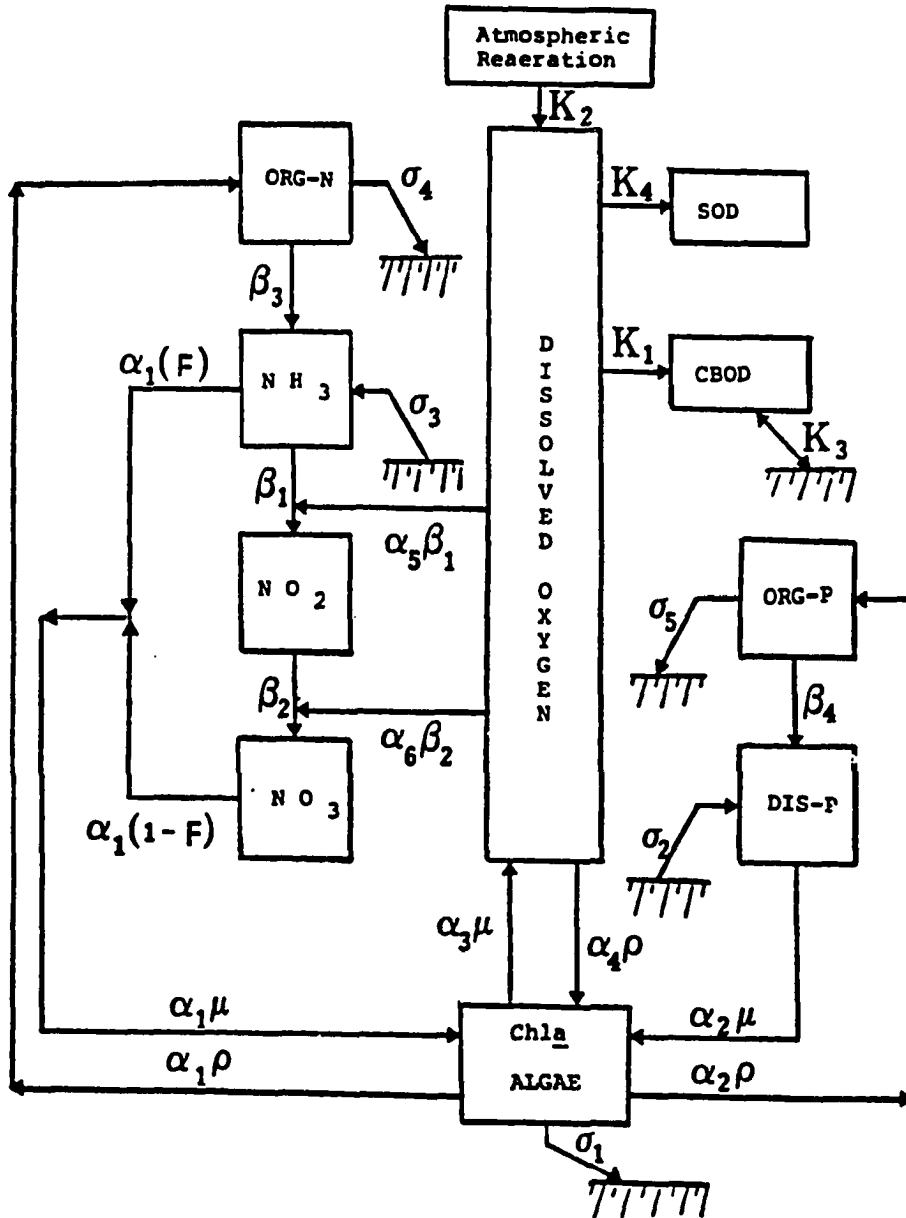 Atmospheric
Reaeration
K₂
ORG-N
σ₄
K₄
SOD
β₃
NH₃
α₁(F)
σ₃
K₁
CBOD
K₃
DISSOLVED OXYGEN
β₁
α₅β₁
NO₂
ORG-P
σ₅
β₂
α₆β₂
β₄
NO₃
α₁(1-F)
DIS-P
σ₂
α₃μ
α₄ρ
α₁μ
Chla
α₂μ
α₁ρ
ALGAE
α₂ρ
σ₁